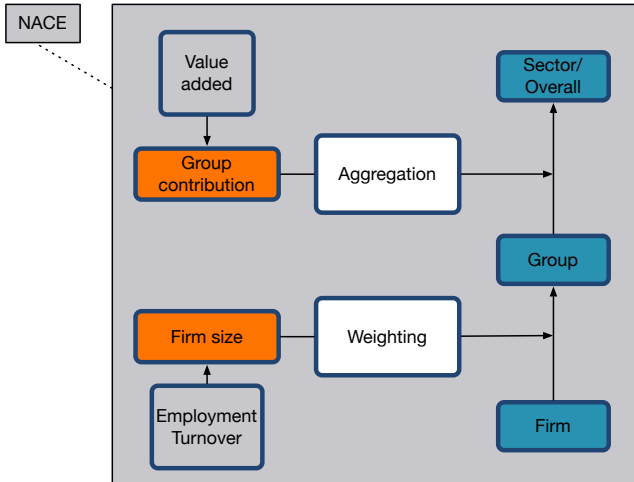 NACE
Value
added
Sector/
Overall
Group
contribution
Aggregation
Group
Firm size
Weighting
Employment
Turnover
Firm